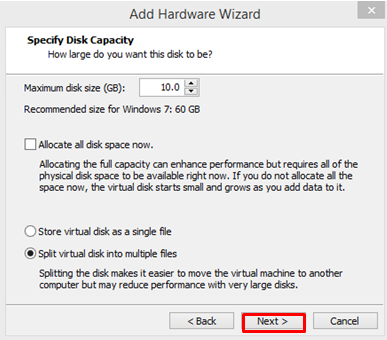 Add Hardware Wizard
Specify Disk Capacity
How large do you want this disk to be?
Maximum disk size (GB): 10.0
Recommended size for Windows 7: 60 GB
Allocate all disk space now.
Allocating the full capacity can enhance performance but requires all of the
physical disk space to be available right now. If you do not allocate all the
space now, the virtual disk starts small and grows as you add data to it.
Store virtual disk as a single file
Split virtual disk into multiple files
Splitting the disk makes it easier to move the virtual machine to another
computer but may reduce performance with very large disks.
< Back Next > Cancel